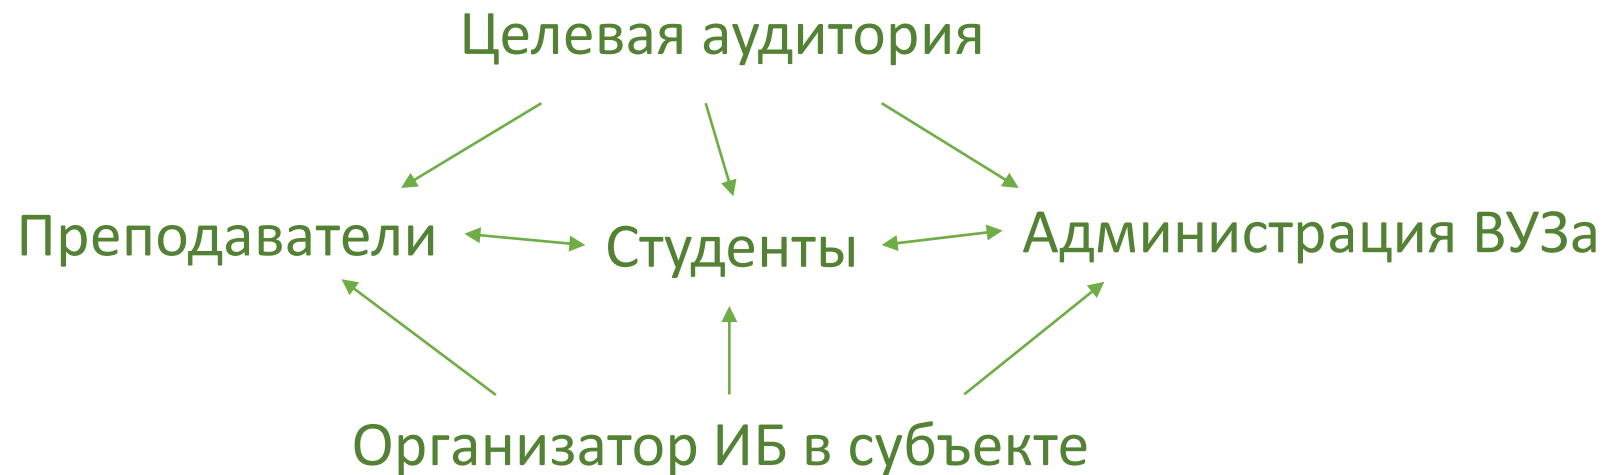 Целевая аудитория
Преподаватели
Студенты
Администрация ВУЗа
Организатор ИБ в субъекте